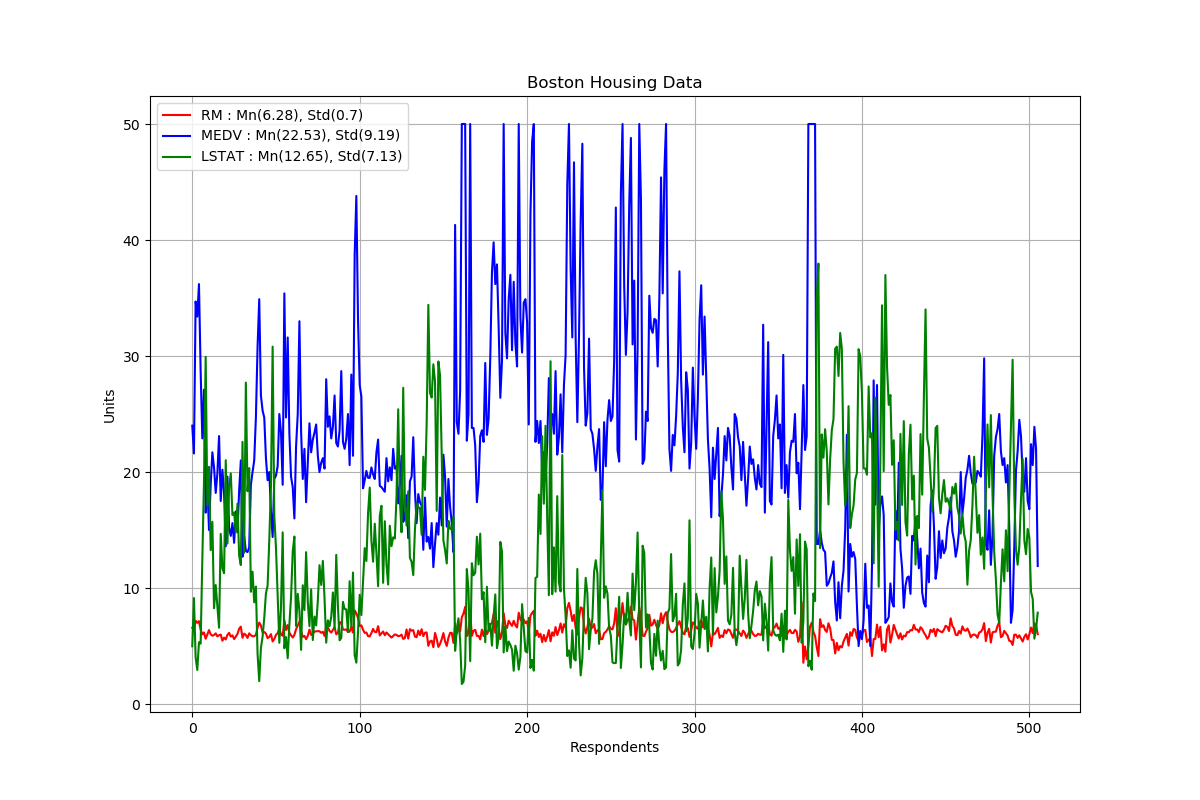 Boston Housing Data
RM : Mn(6.28), Std(0.7)
MEDV : Mn(22.53), Std(9.19)
LSTAT : Mn(12.65), Std(7.13)
50
40
30
20
10
0
Units
0 100 200 300 400 500
Respondents